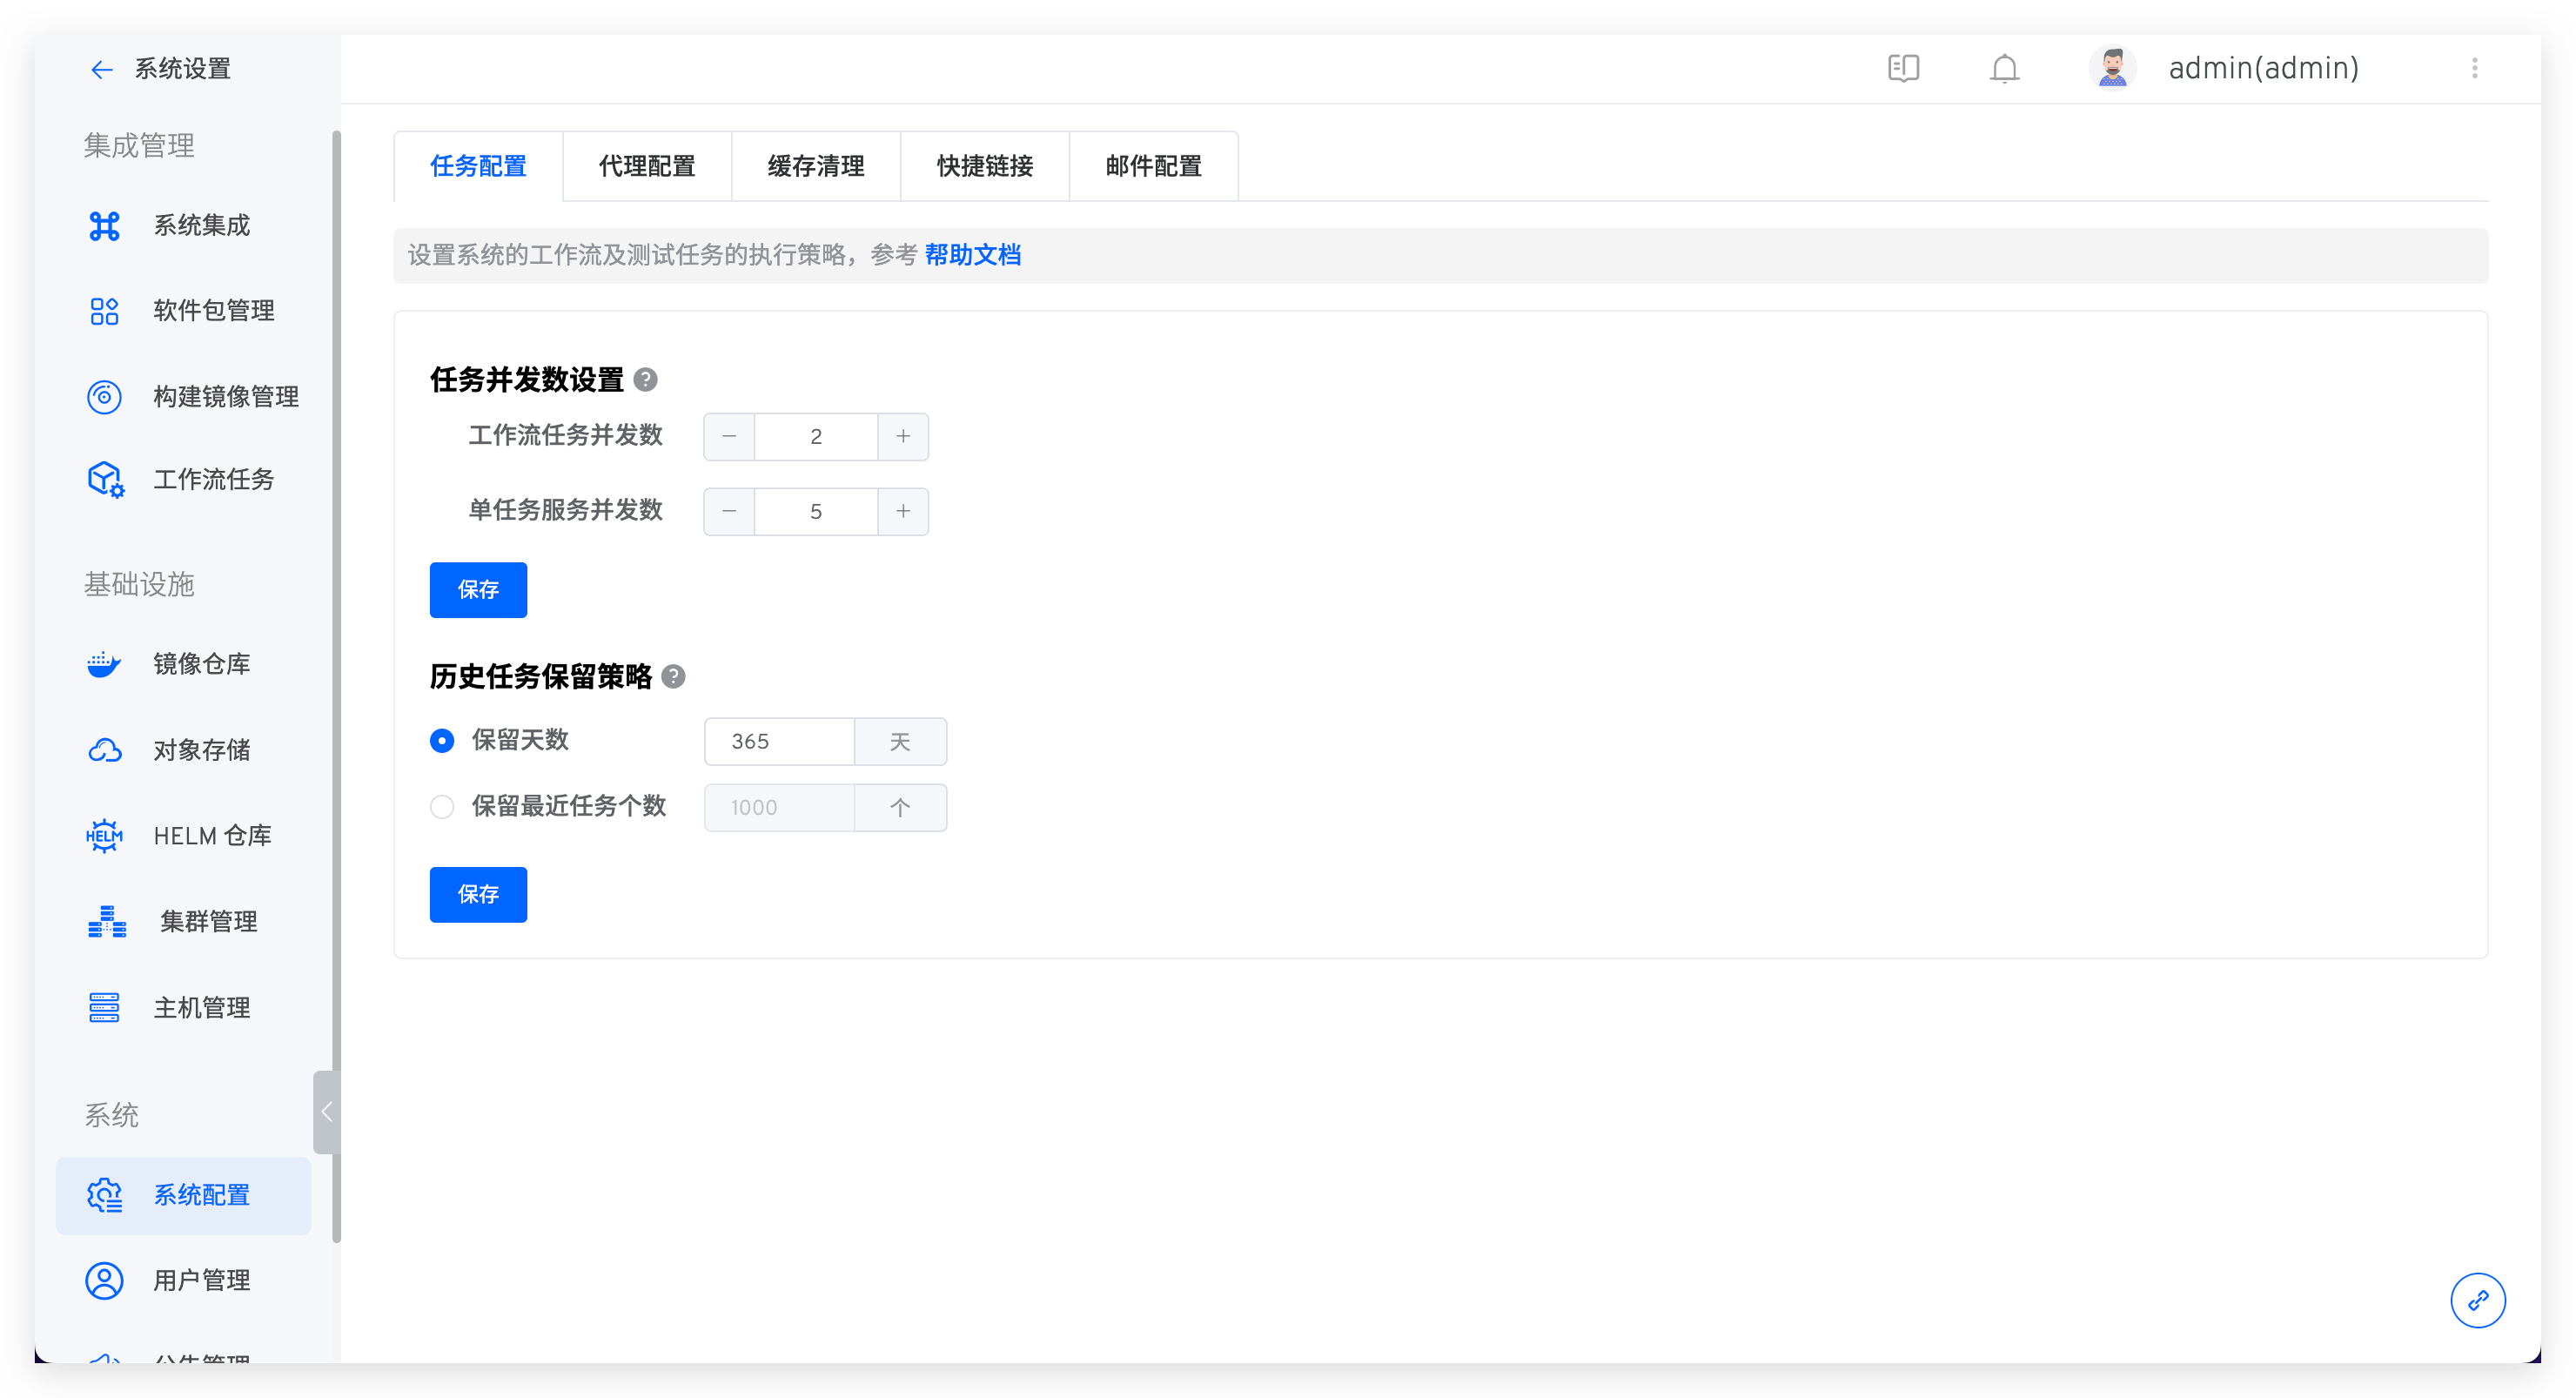 系统设置
admin(admin)
集成管理
系统集成
软件包管理
构建镜像管理
工作流任务
基础设施
镜像仓库
对象存储
HELM
HELM 仓库
集群管理
主机管理
系统
系统配置
用户管理
公告管理
任务配置
代理配置
缓存清理
快捷链接
邮件配置
设置系统的工作流及测试任务的执行策略，参考 帮助文档
任务并发数设置 ?
工作流任务并发数 − 2 +
单任务服务并发数 − 5 +
保存
历史任务保留策略 ?
保留天数 365 天
保留最近任务个数 1000 个
保存